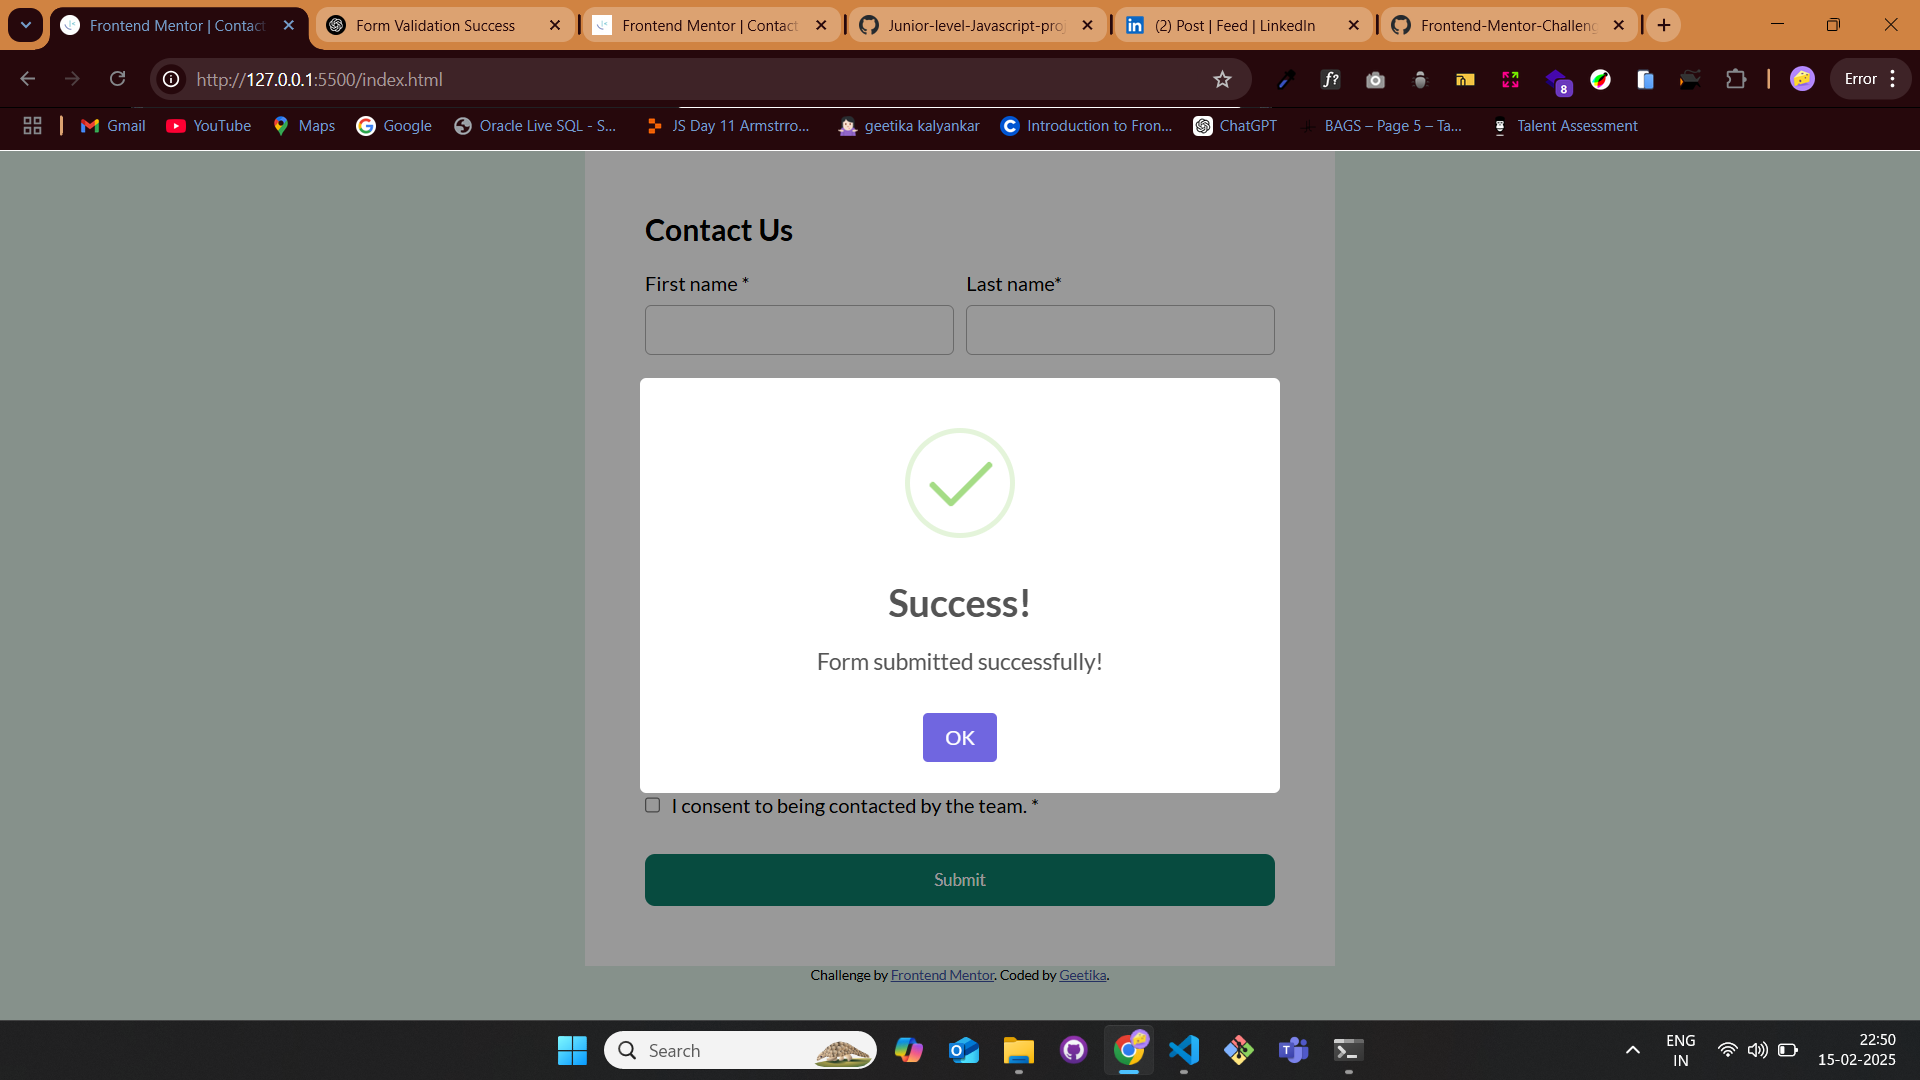 Frontend Mentor | Contact
Form Validation Success
Frontend Mentor | Contact
Junior-level-Javascript-proj
(2) Post | Feed | LinkedIn
Frontend-Mentor-Challeng
http://127.0.0.1:5500/index.html
f?
8
Error
Gmail
YouTube
Maps
Google
Oracle Live SQL - S...
JS Day 11 Armstrro...
geetika kalyankar
Introduction to Fron...
ChatGPT
BAGS – Page 5 – Ta...
Talent Assessment
Contact Us
First name *
Last name*
Success!
Form submitted successfully!
OK
I consent to being contacted by the team. *
Submit
Challenge by Frontend Mentor. Coded by Geetika.
Search
ENG
IN
22:50
15-02-2025